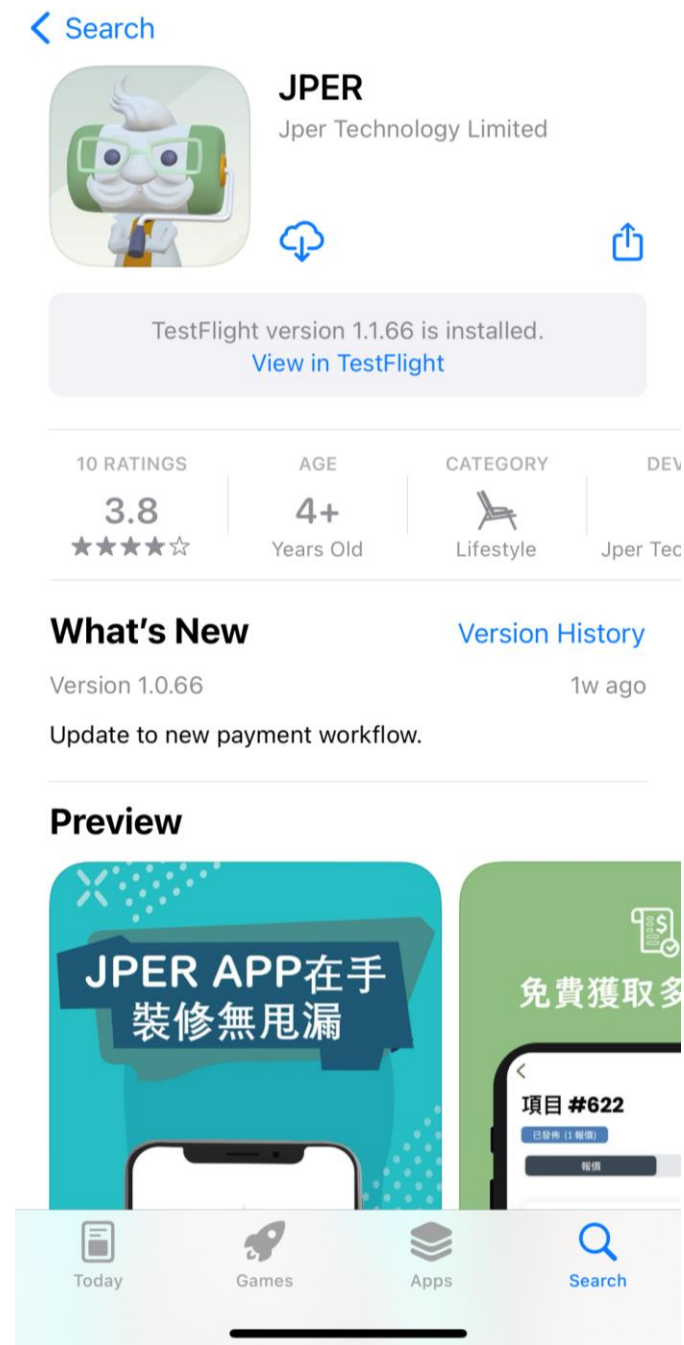 Search
JPER
Jper Technology Limited
TestFlight version 1.1.66 is installed.
View in TestFlight
10 RATINGS
AGE
CATEGORY
DEV
3.8
4+
Years Old
Lifestyle
Jper Tec
What's New
Version History
Version 1.0.66
1w ago
Update to new payment workflow.
Preview
JPER APP在手
裝修無甩漏
免費獲取多
項目 #622
已發佈 (1 報價)
報價
Today
Games
Apps
Search